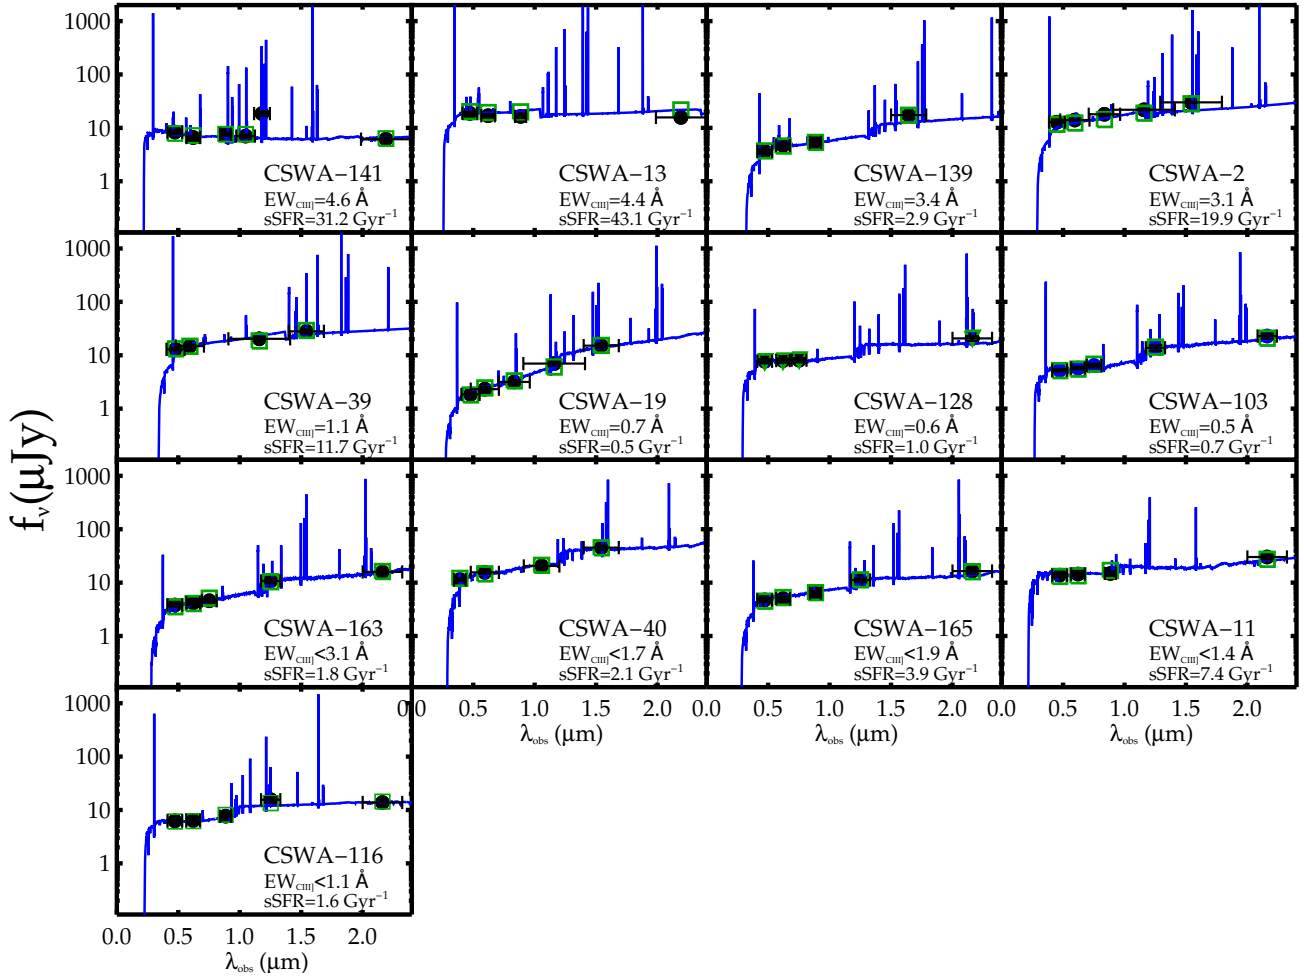 1000
100
10
1
CSWA−141
EW_CIII]=4.6 Å
sSFR=31.2 Gyr⁻¹
CSWA−13
EW_CIII]=4.4 Å
sSFR=43.1 Gyr⁻¹
CSWA−139
EW_CIII]=3.4 Å
sSFR=2.9 Gyr⁻¹
CSWA−2
EW_CIII]=3.1 Å
sSFR=19.9 Gyr⁻¹
1000
100
10
1
CSWA−39
EW_CIII]=1.1 Å
sSFR=11.7 Gyr⁻¹
CSWA−19
EW_CIII]=0.7 Å
sSFR=0.5 Gyr⁻¹
CSWA−128
EW_CIII]=0.6 Å
sSFR=1.0 Gyr⁻¹
CSWA−103
EW_CIII]=0.5 Å
sSFR=0.7 Gyr⁻¹
f_ν(μJy)
1000
100
10
1
CSWA−163
EW_CIII]<3.1 Å
sSFR=1.8 Gyr⁻¹
CSWA−40
EW_CIII]<1.7 Å
sSFR=2.1 Gyr⁻¹
CSWA−165
EW_CIII]<1.9 Å
sSFR=3.9 Gyr⁻¹
CSWA−11
EW_CIII]<1.4 Å
sSFR=7.4 Gyr⁻¹
0.5 1.0 1.5 2.0 0.0 0.5 1.0 1.5 2.0 0.0 0.5 1.0 1.5 2.0
λ_obs (μm) λ_obs (μm) λ_obs (μm)
1000
100
10
1
CSWA−116
EW_CIII]<1.1 Å
sSFR=1.6 Gyr⁻¹
0.0 0.5 1.0 1.5 2.0
λ_obs (μm)